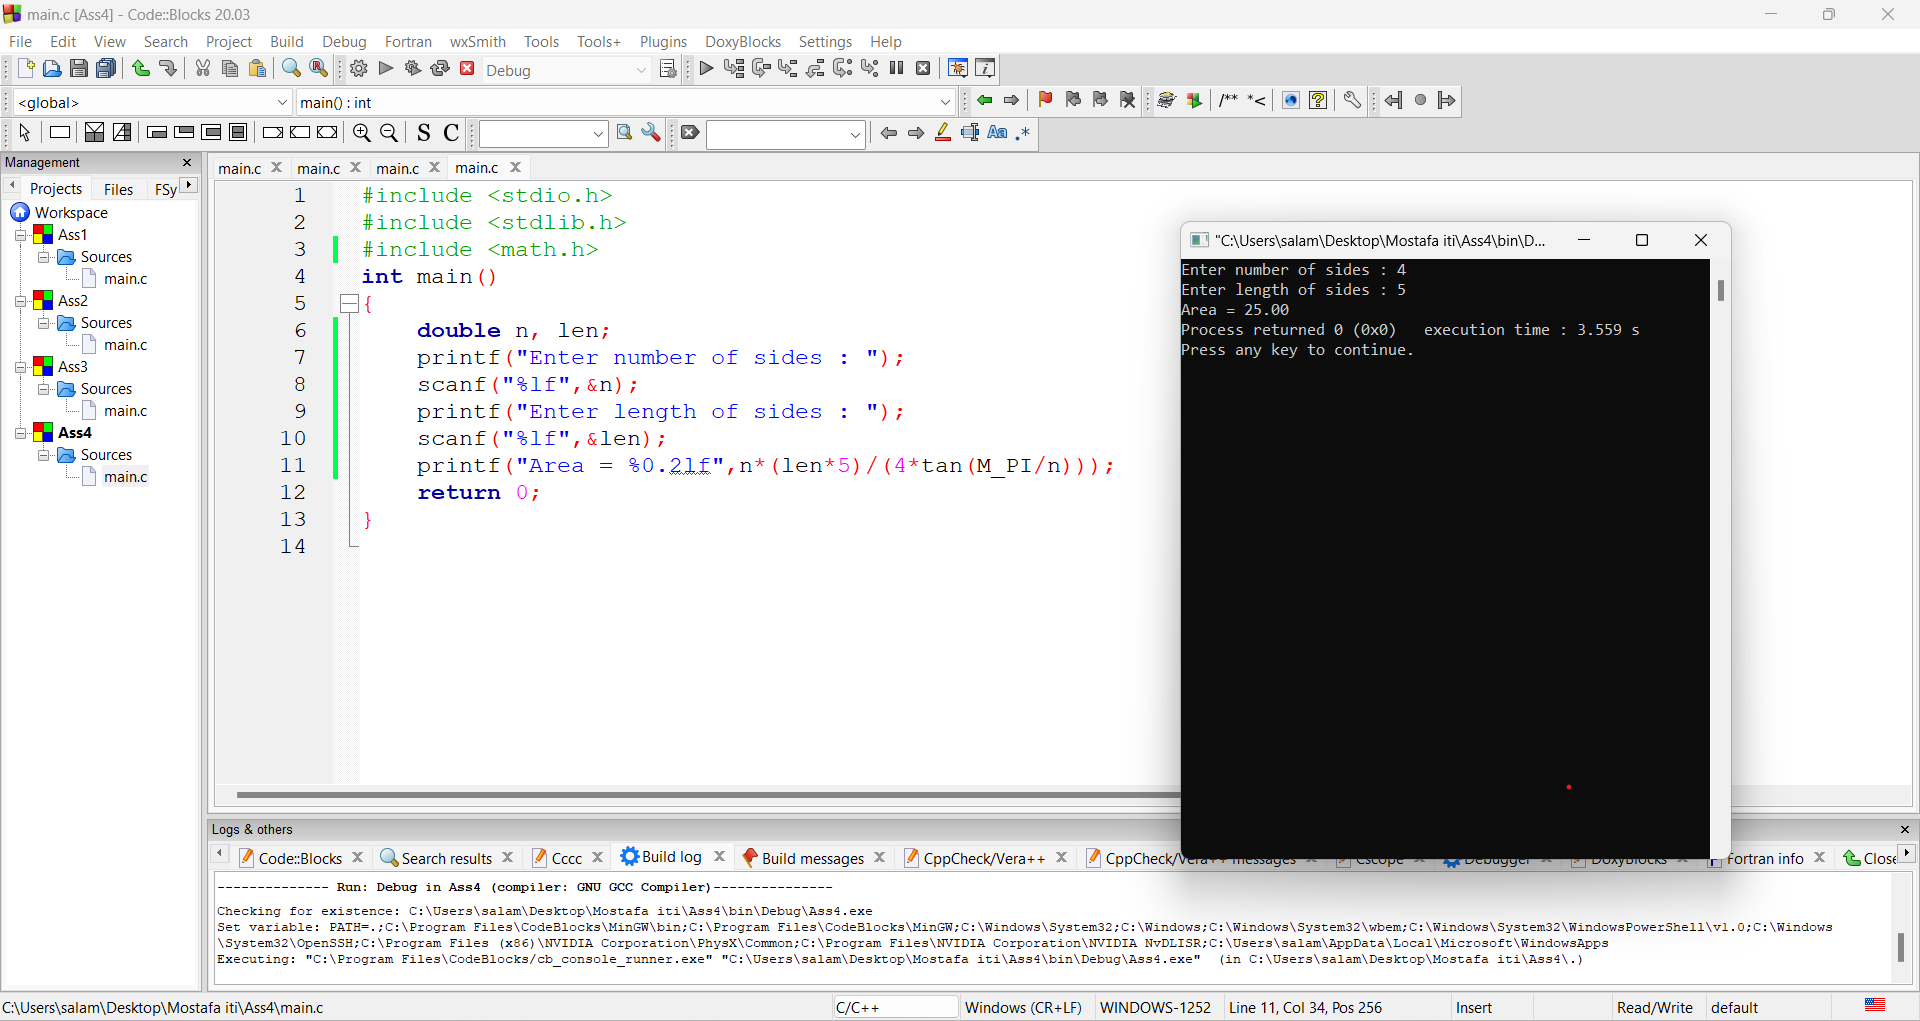 main.c [Ass4] - Code::Blocks 20.03
File Edit View Search Project Build Debug Fortran wxSmith Tools Tools+ Plugins DoxyBlocks Settings Help
Debug
<global> main() : int
/** *<
S C Aa .*
Management
main.c main.c main.c main.c
Projects Files FSy
Workspace
Ass1
Sources
main.c
Ass2
Sources
main.c
Ass3
Sources
main.c
Ass4
Sources
main.c
1 #include <stdio.h>
2 #include <stdlib.h>
3 #include <math.h>
4 int main()
5 {
6 double n, len;
7 printf("Enter number of sides : ");
8 scanf("%lf",&n);
9 printf("Enter length of sides : ");
10 scanf("%lf",&len);
11 printf("Area = %0.2lf",n*(len*5)/(4*tan(M_PI/n)));
12 return 0;
13 }
14
"C:\Users\salam\Desktop\Mostafa iti\Ass4\bin\D...
Enter number of sides : 4
Enter length of sides : 5
Area = 25.00
Process returned 0 (0x0)   execution time : 3.559 s
Press any key to continue.
Logs & others
Code::Blocks Search results Cccc Build log Build messages CppCheck/Vera++ CppCheck/Vera++ messages Cscope Debugger DoxyBlocks Fortran info Close
-------------- Run: Debug in Ass4 (compiler: GNU GCC Compiler)---------------
Checking for existence: C:\Users\salam\Desktop\Mostafa iti\Ass4\bin\Debug\Ass4.exe
Set variable: PATH=.;C:\Program Files\CodeBlocks\MinGW\bin;C:\Program Files\CodeBlocks\MinGW;C:\Windows\System32;C:\Windows;C:\Windows\System32\wbem;C:\Windows\System32\WindowsPowerShell\v1.0;C:\Windows
\System32\OpenSSH;C:\Program Files (x86)\NVIDIA Corporation\PhysX\Common;C:\Program Files\NVIDIA Corporation\NVIDIA NvDLISR;C:\Users\salam\AppData\Local\Microsoft\WindowsApps
Executing: "C:\Program Files\CodeBlocks/cb_console_runner.exe" "C:\Users\salam\Desktop\Mostafa iti\Ass4\bin\Debug\Ass4.exe"  (in C:\Users\salam\Desktop\Mostafa iti\Ass4\.)
C:\Users\salam\Desktop\Mostafa iti\Ass4\main.c C/C++ Windows (CR+LF) WINDOWS-1252 Line 11, Col 34, Pos 256 Insert Read/Write default